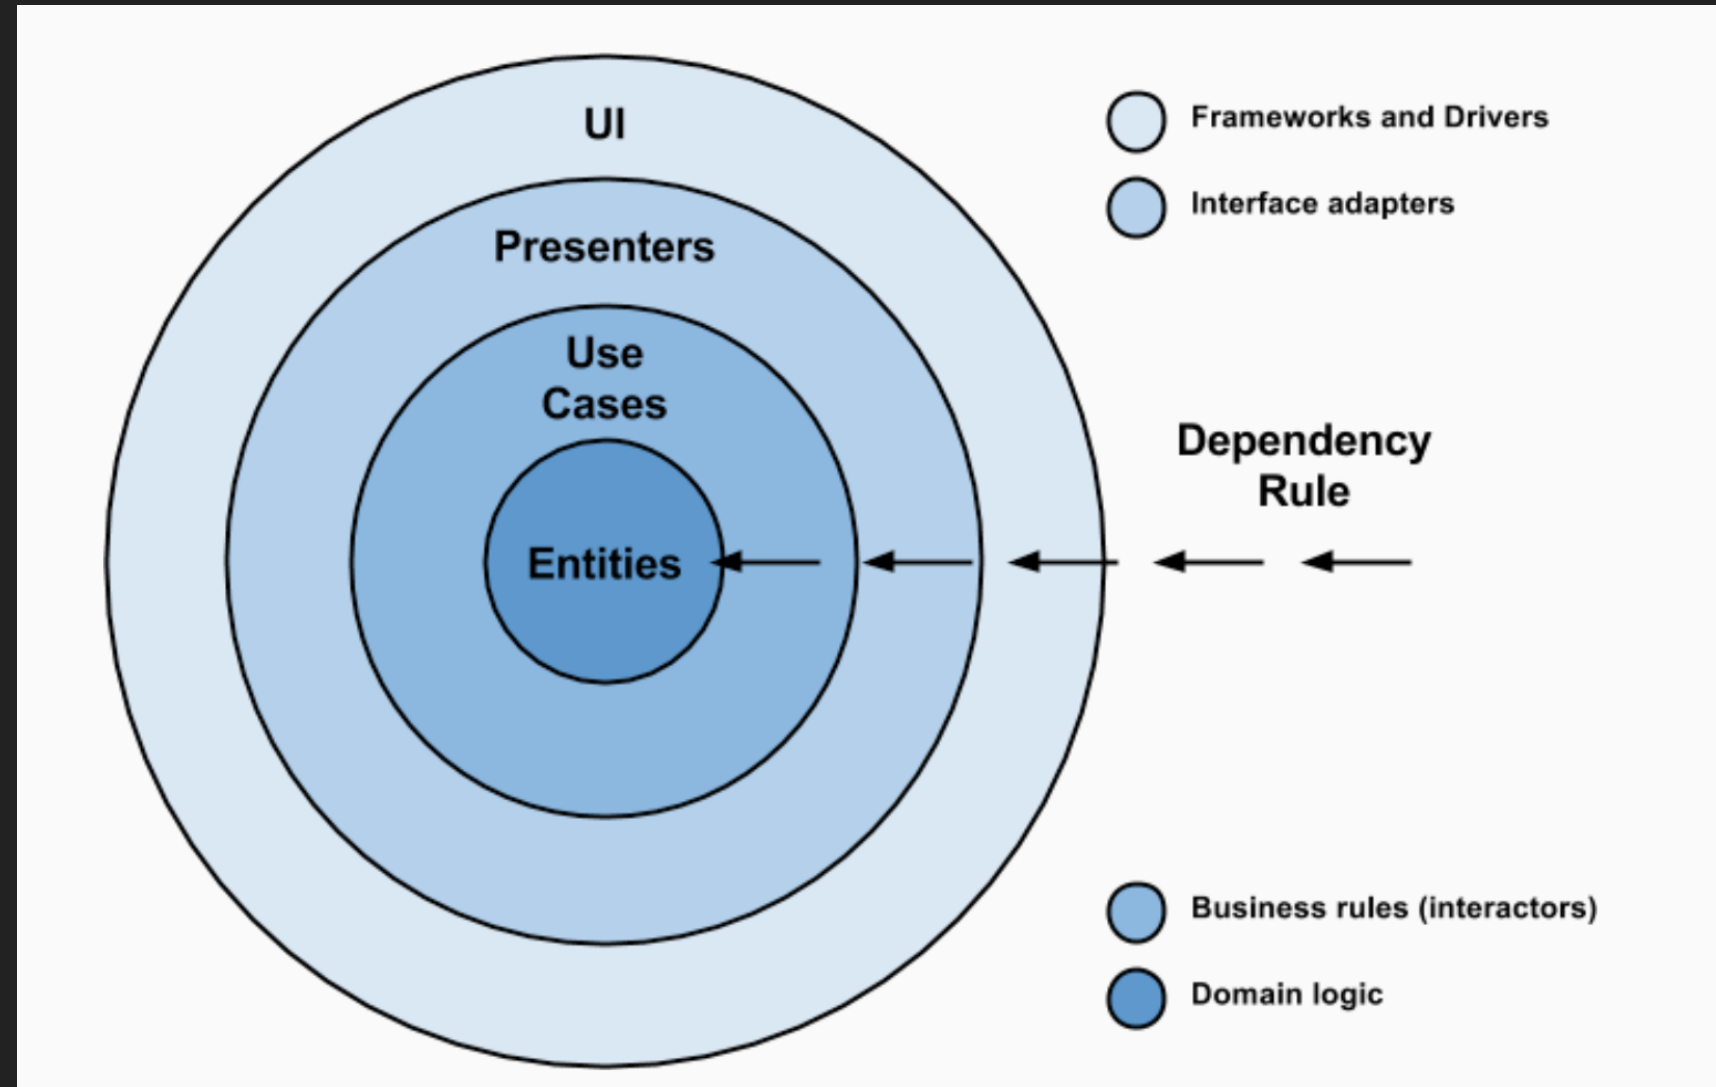 UI
Presenters
Use
Cases
Entities
Frameworks and Drivers
Interface adapters
Dependency
Rule
Business rules (interactors)
Domain logic